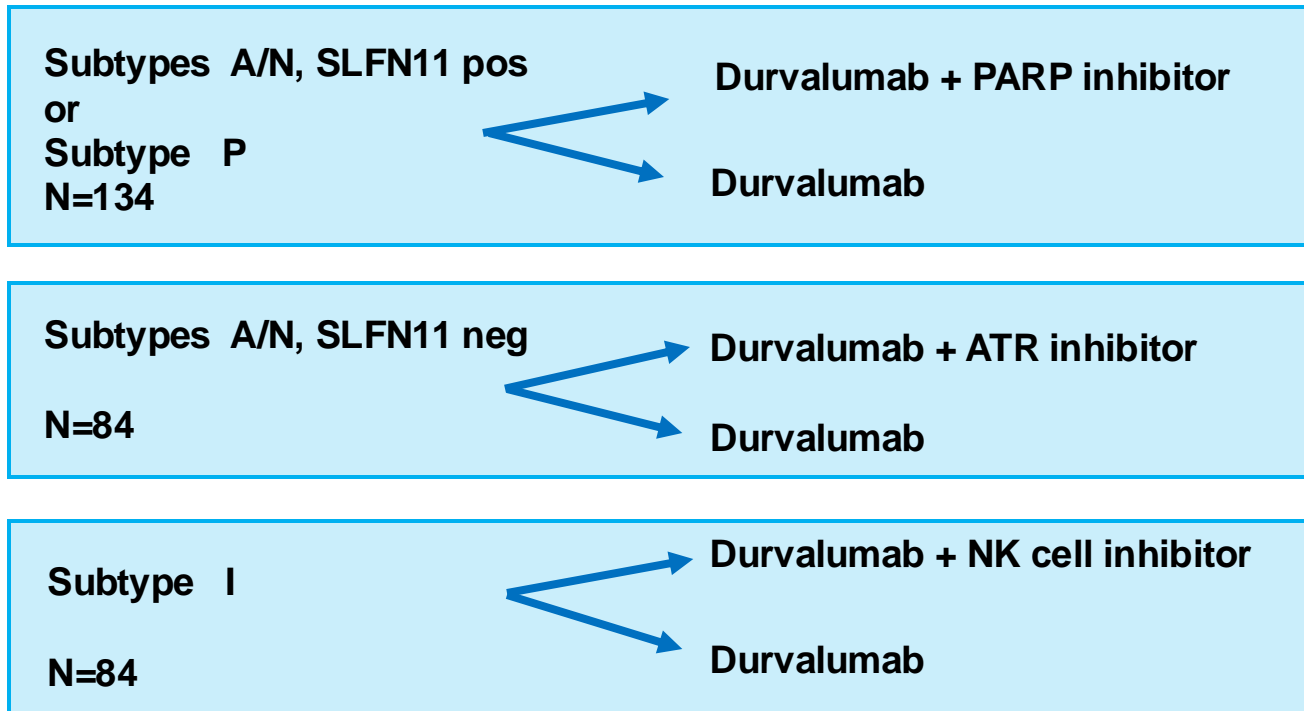 Subtypes A/N, SLFN11 pos
or
Subtype P
N=134
Durvalumab + PARP inhibitor
Durvalumab
Subtypes A/N, SLFN11 neg
N=84
Durvalumab + ATR inhibitor
Durvalumab
Subtype I
N=84
Durvalumab + NK cell inhibitor
Durvalumab